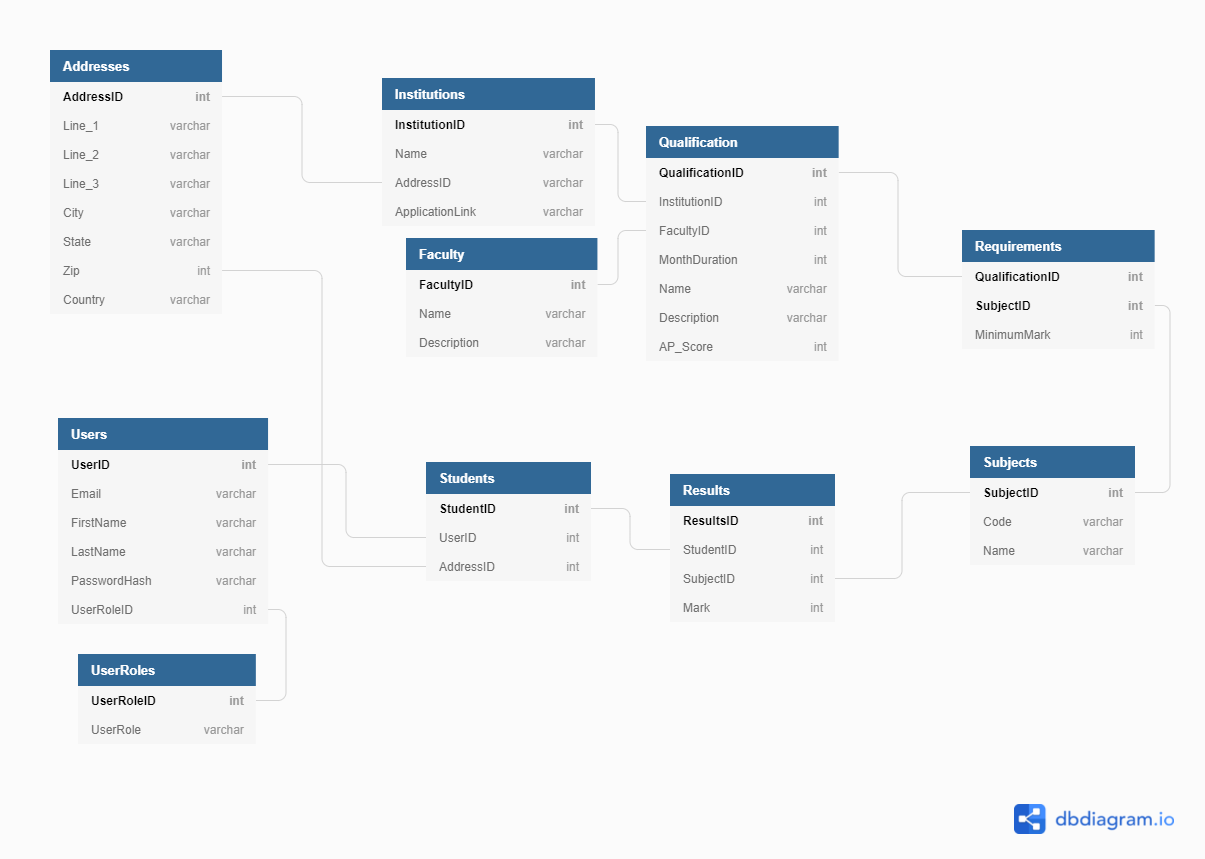 Addresses
AddressID int
Line_1 varchar
Line_2 varchar
Line_3 varchar
City varchar
State varchar
Zip int
Country varchar
Institutions
InstitutionID int
Name varchar
AddressID varchar
ApplicationLink varchar
Faculty
FacultyID int
Name varchar
Description varchar
Qualification
QualificationID int
InstitutionID int
FacultyID int
MonthDuration int
Name varchar
Description varchar
AP_Score int
Requirements
QualificationID int
SubjectID int
MinimumMark int
Users
UserID int
Email varchar
FirstName varchar
LastName varchar
PasswordHash varchar
UserRoleID int
UserRoles
UserRoleID int
UserRole varchar
Students
StudentID int
UserID int
AddressID int
Results
ResultsID int
StudentID int
SubjectID int
Mark int
Subjects
SubjectID int
Code varchar
Name varchar
dbdiagram.io